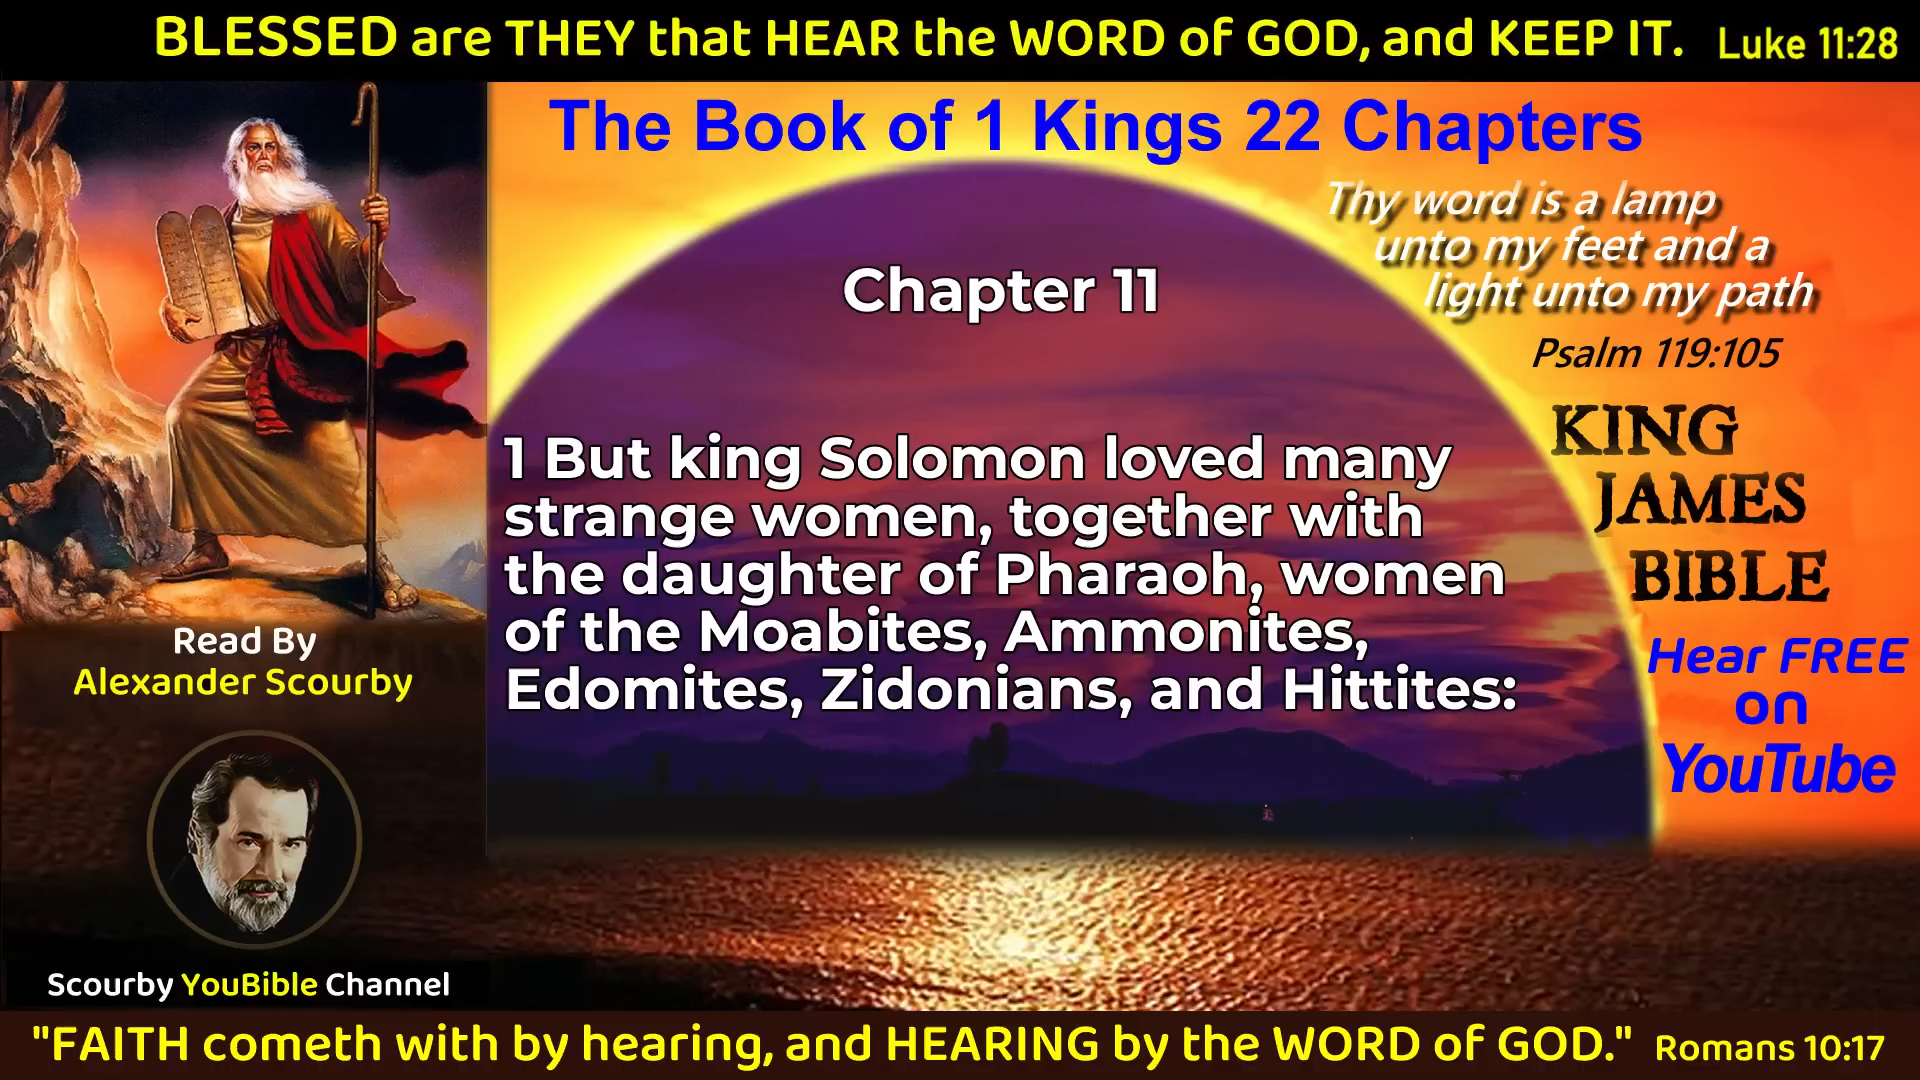 BLESSED are THEY that HEAR the WORD of GOD, and KEEP IT. Luke 11:28
The Book of 1 Kings 22 Chapters
Thy word is a lamp
unto my feet and a
light unto my path
Psalm 119:105
Chapter 11
1 But king Solomon loved many
strange women, together with
the daughter of Pharaoh, women
of the Moabites, Ammonites,
Edomites, Zidonians, and Hittites:
KING
JAMES
BIBLE
Hear FREE
on
YouTube
Read By
Alexander Scourby
Scourby YouBible Channel
"FAITH cometh with by hearing, and HEARING by the WORD of GOD." Romans 10:17